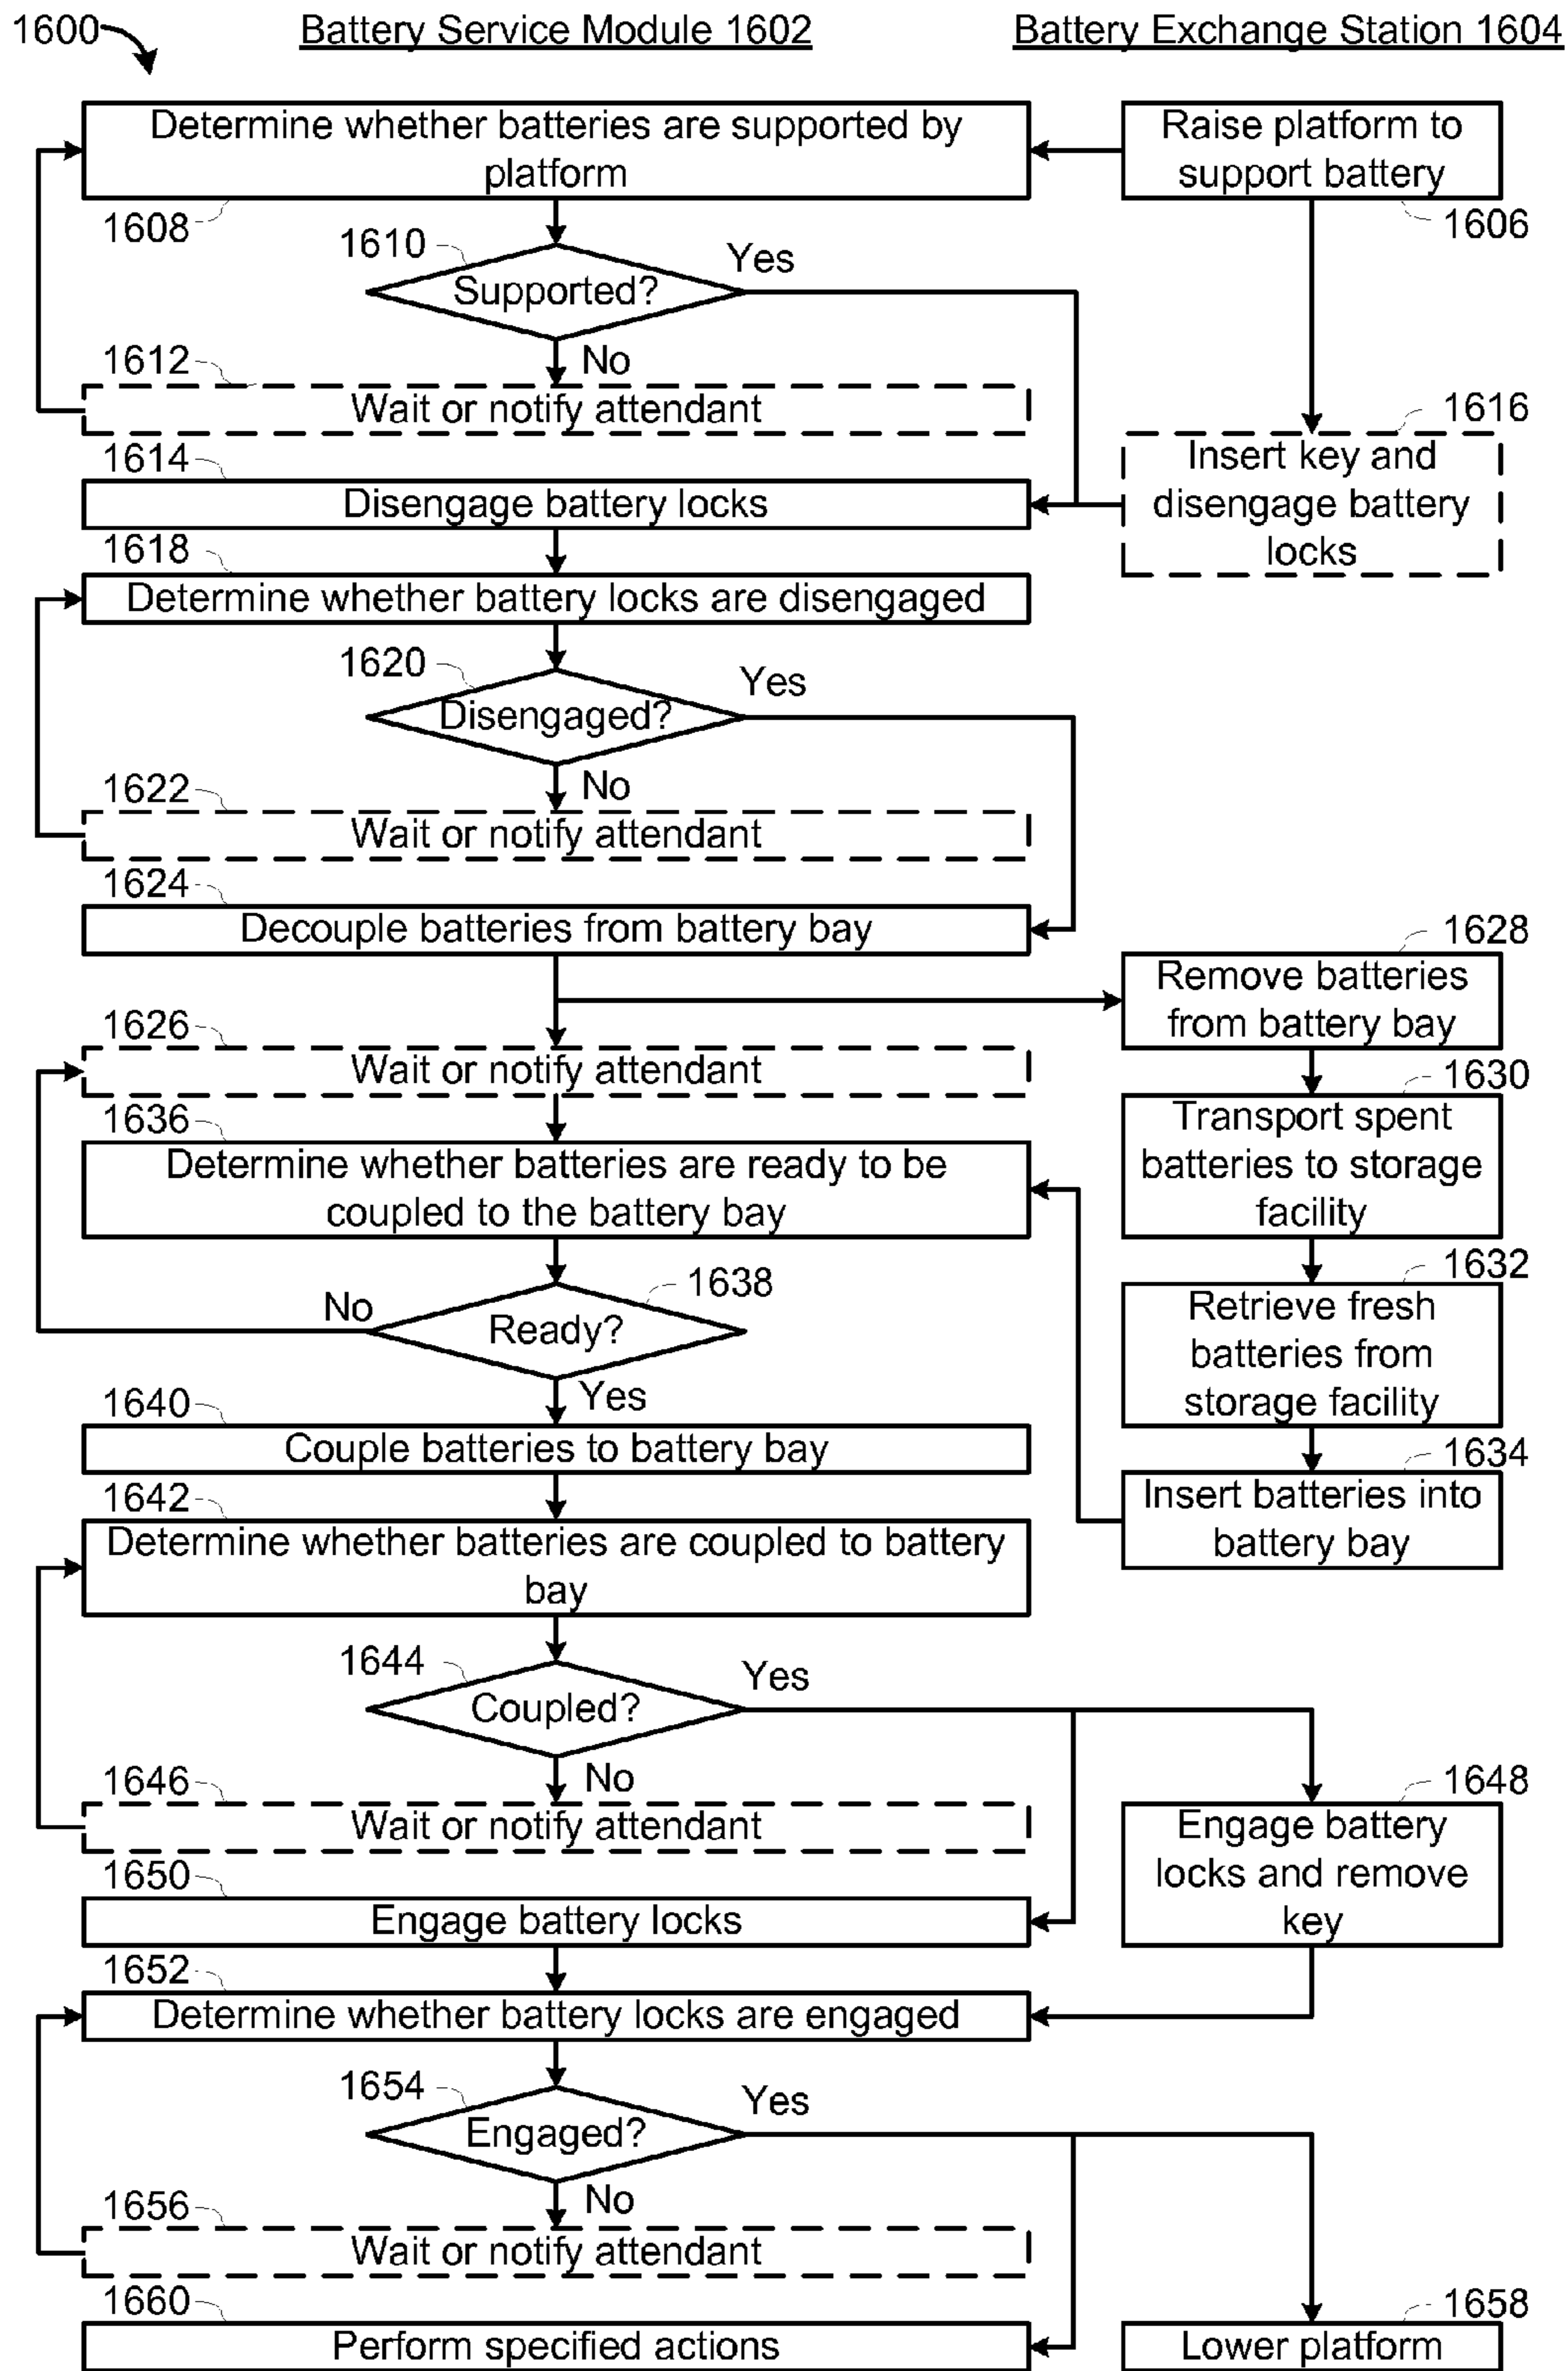 1600
Battery Service Module 1602
Battery Exchange Station 1604
Determine whether batteries are supported by
platform
1608
Raise platform to
support battery
1606
1610
Supported?
Yes
No
1612
Wait or notify attendant
1614
Disengage battery locks
1616
Insert key and
disengage battery
locks
1618
Determine whether battery locks are disengaged
1620
Disengaged?
Yes
No
1622
Wait or notify attendant
1624
Decouple batteries from battery bay
1628
Remove batteries
from battery bay
1626
Wait or notify attendant
1630
Transport spent
batteries to storage
facility
1636
Determine whether batteries are ready to be
coupled to the battery bay
1632
Retrieve fresh
batteries from
storage facility
1638
Ready?
No
Yes
1634
Insert batteries into
battery bay
1640
Couple batteries to battery bay
1642
Determine whether batteries are coupled to battery
bay
1644
Coupled?
Yes
No
1646
Wait or notify attendant
1648
Engage battery
locks and remove
key
1650
Engage battery locks
1652
Determine whether battery locks are engaged
1654
Engaged?
Yes
No
1656
Wait or notify attendant
1660
Perform specified actions
1658
Lower platform